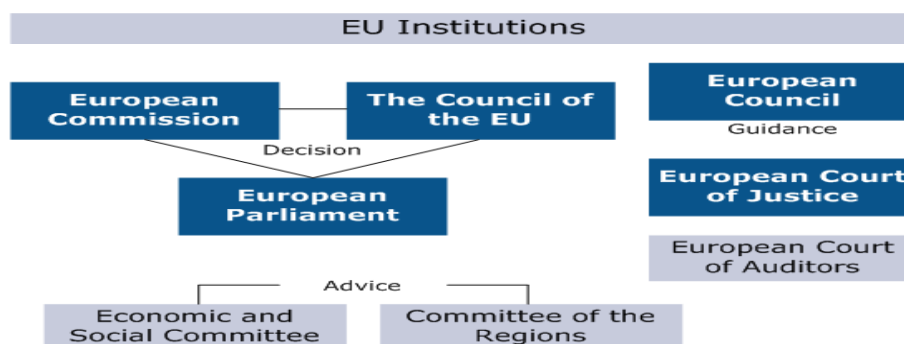 EU Institutions
European
Commission
The Council of
the EU
Decision
European
Parliament
European
Council
Guidance
European Court
of Justice
European Court
of Auditors
Advice
Economic and
Social Committee
Committee of the
Regions